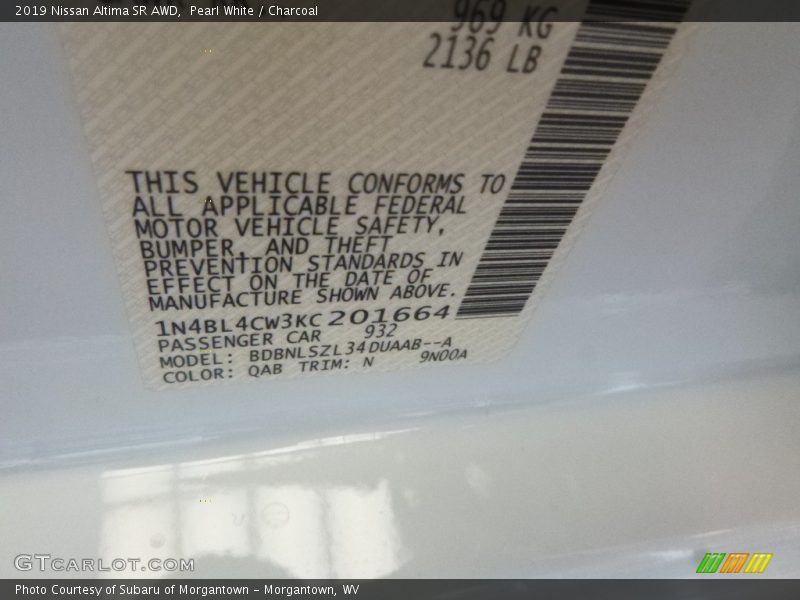 2019 Nissan Altima SR AWD, Pearl White / Charcoal
969 KG
2136 LB
THIS VEHICLE CONFORMS TO
ALL APPLICABLE FEDERAL
MOTOR VEHICLE SAFETY,
BUMPER, AND THEFT
PREVENTION STANDARDS IN
EFFECT ON THE DATE OF
MANUFACTURE SHOWN ABOVE.
1N4BL4CW3KC201664
PASSENGER CAR 932
MODEL: BDBNLSZL34DUAAB--A
COLOR: QAB TRIM: N 9N00A
GTCARLOT.COM
Photo Courtesy of Subaru of Morgantown - Morgantown, WV